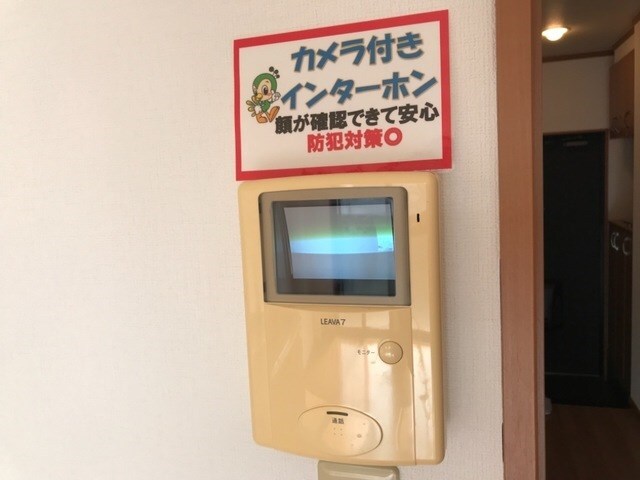 カメラ付き
インターホン
顔が確認できて安心
防犯対策○
LEAVA7
モニター
通話